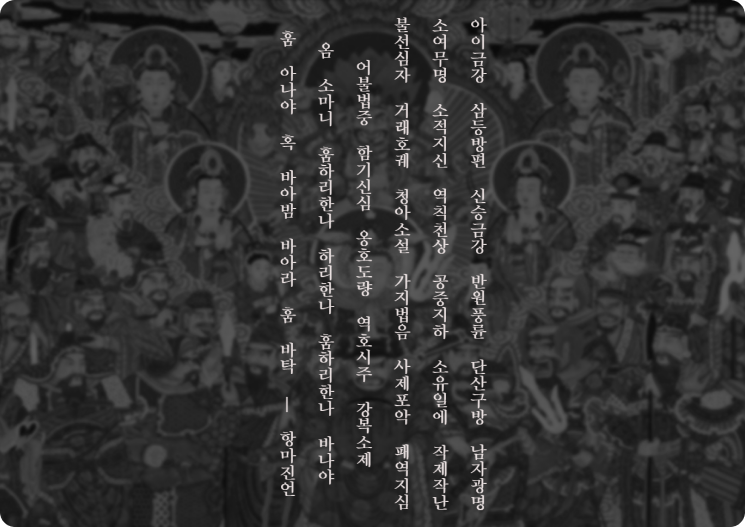 아이금강 삼등방편 신승금강 반원풍륜 단산구방 남자광명
소여무명 소적지신 역칙천상 공중지하 소유일에 작제작난
불선심자 거래호궤 청아소설 가지법음 사제포악 패역지심
어불법중 함기신심 옹호도량 역호시주 강복소제
옴 소마니 훔하리한나 하리한나 훔하리한나 바나야
훔 아나야 혹 바아밤 바아라 훔 바탁 ㅡ 항마진언